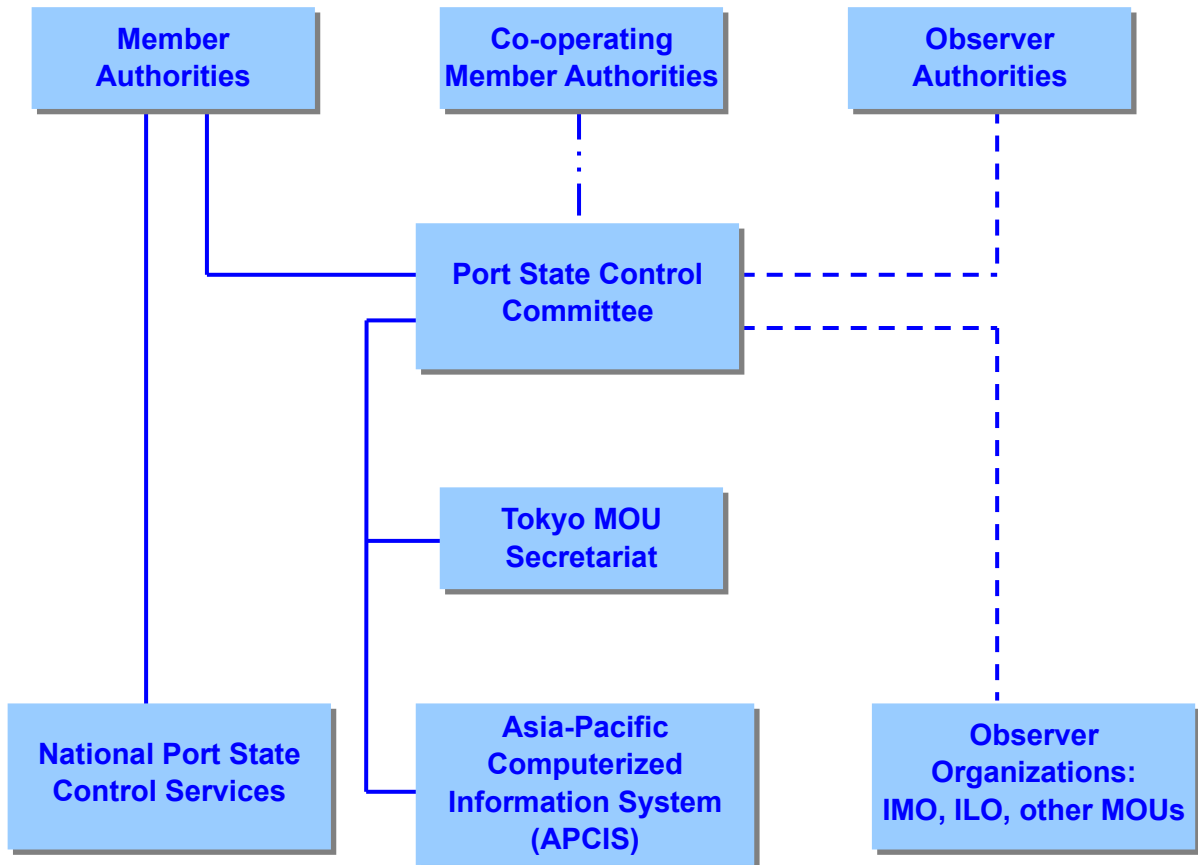 Member
Authorities
Co-operating
Member Authorities
Observer
Authorities
Port State Control
Committee
Tokyo MOU
Secretariat
National Port State
Control Services
Asia-Pacific
Computerized
Information System
(APCIS)
Observer
Organizations:
IMO, ILO, other MOUs